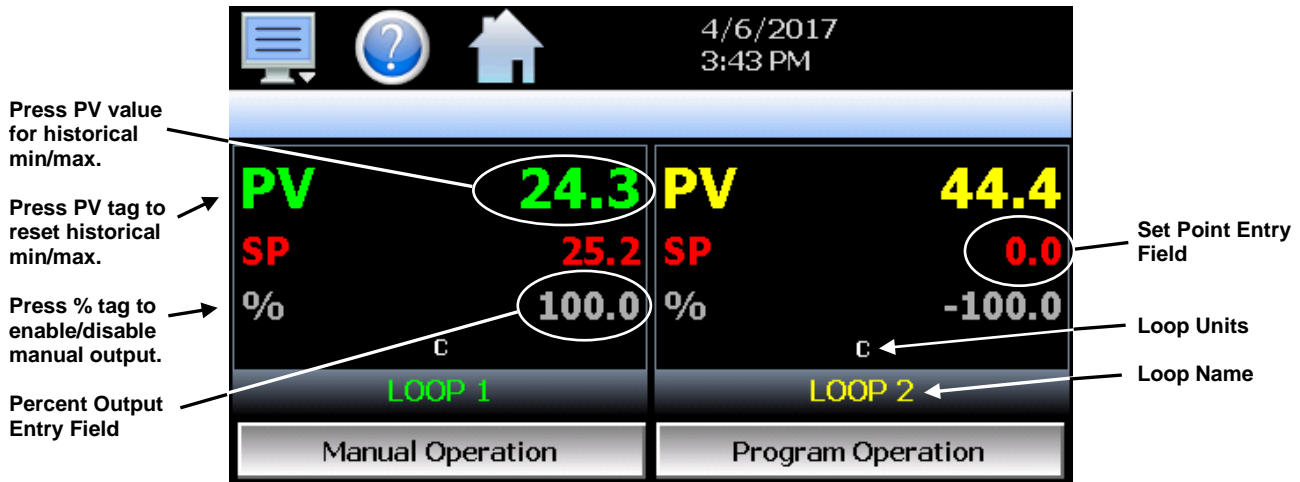 ?
4/6/2017
3:43 PM
Press PV value
for historical
min/max.
Press PV tag to
reset historical
min/max.
Press % tag to
enable/disable
manual output.
Percent Output
Entry Field
PV 24.3
SP 25.2
% 100.0
C
LOOP 1
Manual Operation
PV 44.4
SP 0.0
% -100.0
C
LOOP 2
Program Operation
Set Point Entry
Field
Loop Units
Loop Name